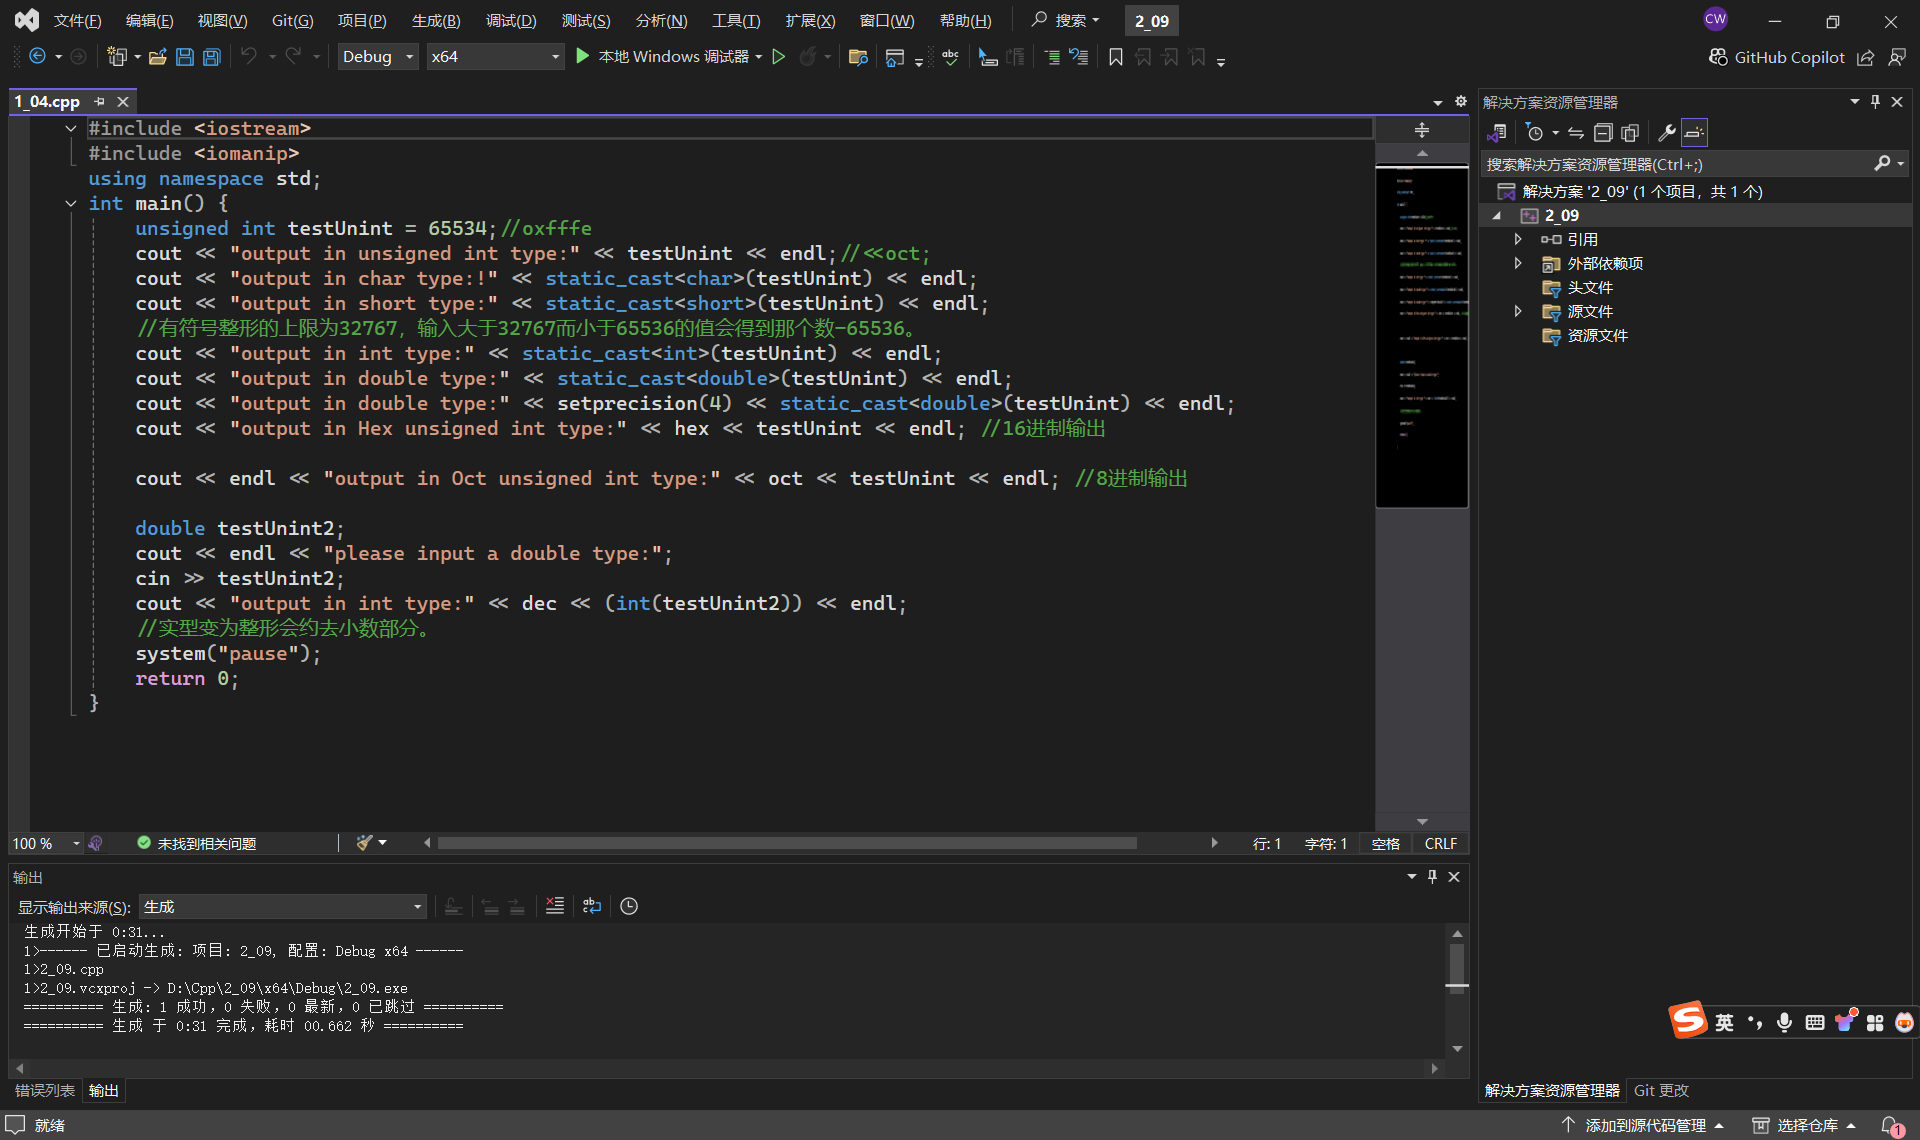 文件(F) 编辑(E) 视图(V) Git(G) 项目(P) 生成(B) 调试(D) 测试(S) 分析(N) 工具(T) 扩展(X) 窗口(W) 帮助(H) 搜索 2_09 CW
Debug x64 本地 Windows 调试器 GitHub Copilot
1_04.cpp
#include <iostream>
#include <iomanip>
using namespace std;
int main() {
unsigned int testUnint = 65534;//oxfffe
cout << "output in unsigned int type:" << testUnint << endl;//<<oct;
cout << "output in char type:!" << static_cast<char>(testUnint) << endl;
cout << "output in short type:" << static_cast<short>(testUnint) << endl;
//有符号整形的上限为32767，输入大于32767而小于65536的值会得到那个数-65536。
cout << "output in int type:" << static_cast<int>(testUnint) << endl;
cout << "output in double type:" << static_cast<double>(testUnint) << endl;
cout << "output in double type:" << setprecision(4) << static_cast<double>(testUnint) << endl;
cout << "output in Hex unsigned int type:" << hex << testUnint << endl; //16进制输出
cout << endl << "output in Oct unsigned int type:" << oct << testUnint << endl; //8进制输出
double testUnint2;
cout << endl << "please input a double type:";
cin >> testUnint2;
cout << "output in int type:" << dec << (int(testUnint2)) << endl;
//实型变为整形会约去小数部分。
system("pause");
return 0;
}
100 % 未找到相关问题 行: 1 字符: 1 空格 CRLF
输出
显示输出来源(S): 生成
生成开始于 0:31...
1>------ 已启动生成: 项目: 2_09, 配置: Debug x64 ------
1>2_09.cpp
1>2_09.vcxproj -> D:\Cpp\2_09\x64\Debug\2_09.exe
========== 生成: 1 成功，0 失败，0 最新，0 已跳过 ==========
========== 生成 于 0:31 完成，耗时 00.662 秒 ==========
错误列表 输出
解决方案资源管理器
搜索解决方案资源管理器(Ctrl+;)
解决方案 '2_09' (1 个项目，共 1 个)
2_09
引用
外部依赖项
头文件
源文件
资源文件
英
解决方案资源管理器 Git 更改
就绪 添加到源代码管理 选择仓库 1